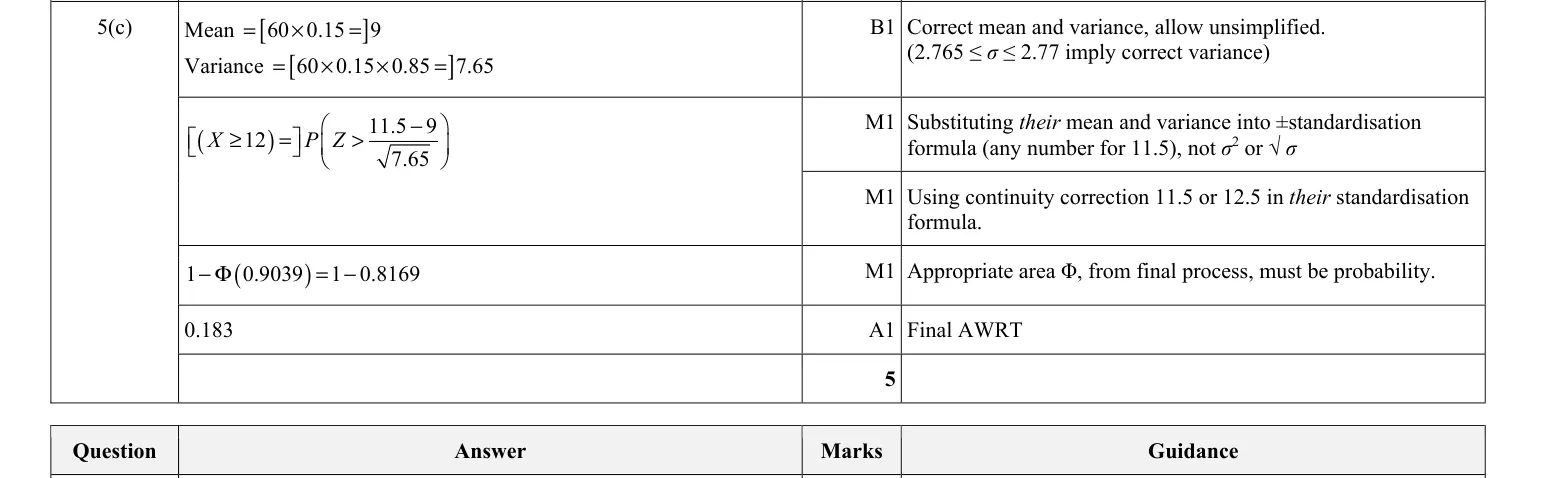 5(c)
Mean = [60×0.15 =]9
Variance = [60×0.15×0.85 =]7.65
B1
Correct mean and variance, allow unsimplified.
(2.765 ≤ σ ≤ 2.77 imply correct variance)
[(X ≥ 12) =] P(Z > (11.5 − 9)/√7.65)
M1
Substituting their mean and variance into ±standardisation
formula (any number for 11.5), not σ² or √σ
M1
Using continuity correction 11.5 or 12.5 in their standardisation
formula.
1 − Φ(0.9039) = 1 − 0.8169
M1
Appropriate area Φ, from final process, must be probability.
0.183
A1
Final AWRT
5
Question Answer Marks Guidance